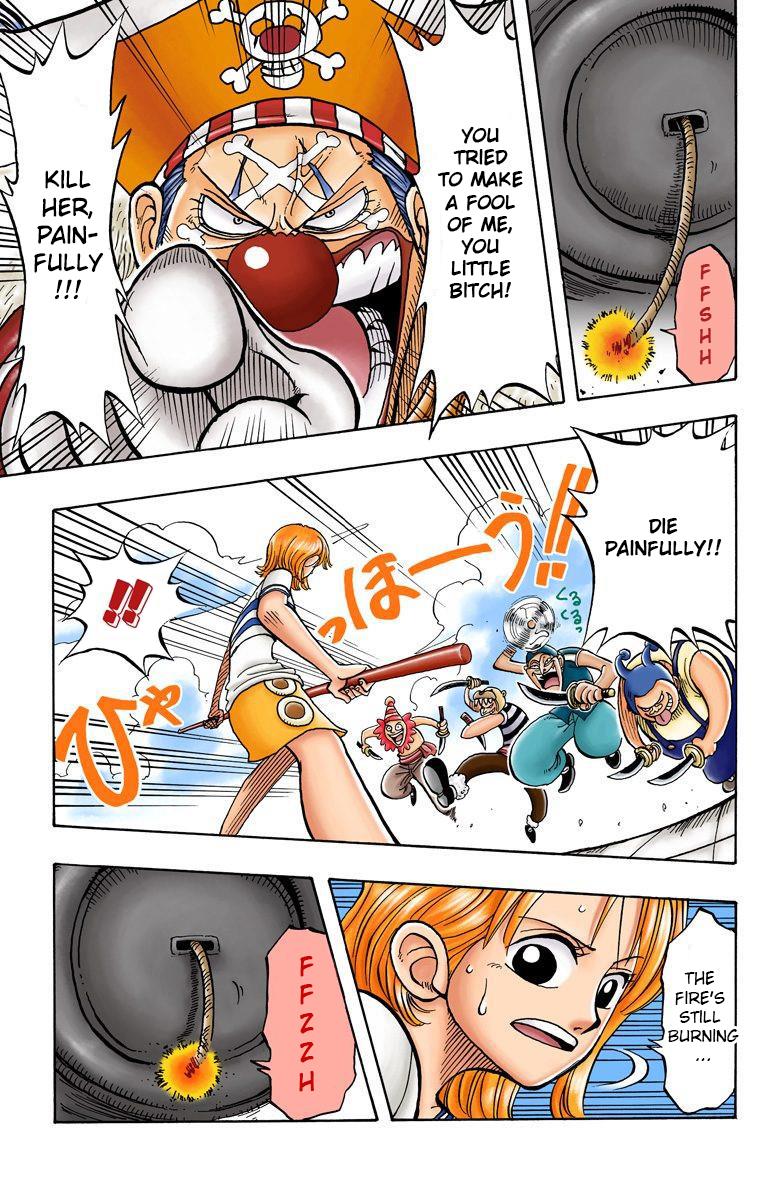 F
F
S
H
H
YOU
TRIED
TO MAKE
A FOOL
OF ME,
YOU
LITTLE
BITCH!
KILL
HER,
PAIN-
FULLY
!!!
DIE
PAINFULLY!!
くる
くるっ
!!
ひゃ
っほーう!!
THE
FIRE'S
STILL
BURNING
...
F
F
Z
Z
H